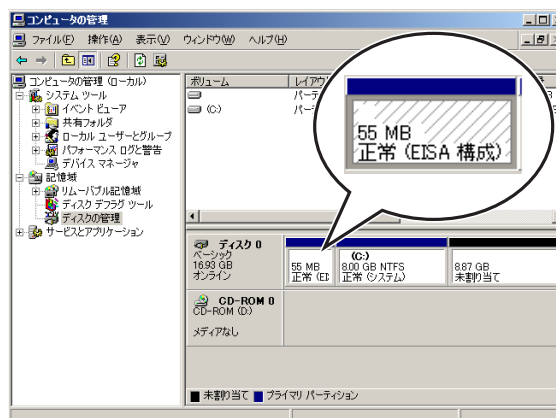 コンピュータの管理
ファイル(F) 操作(A) 表示(V) ウィンドウ(W) ヘルプ(H)
コンピュータの管理 (ローカル)
システム ツール
イベント ビューア
共有フォルダ
ローカル ユーザーとグループ
パフォーマンス ログと警告
デバイス マネージャ
記憶域
リムーバブル記憶域
ディスク デフラグ ツール
ディスクの管理
サービスとアプリケーション
ボリューム
(C:)
55 MB
正常 (EISA 構成)
ディスク 0
ベーシック
16.93 GB
オンライン
55 MB
正常 (EI
(C:)
8.00 GB NTFS
正常 (システム)
8.87 GB
未割り当て
CD-ROM 0
CD-ROM (D:)
メディアなし
未割り当て プライマリ パーティション